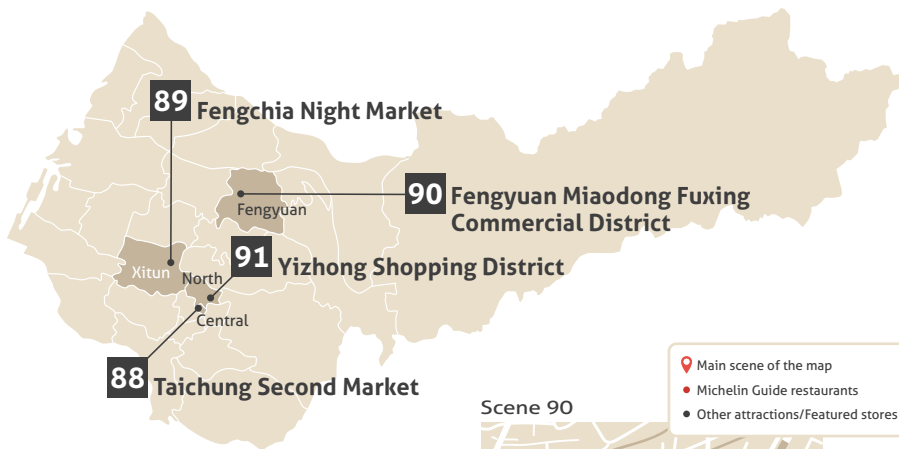 89 Fengchia Night Market
90 Fengyuan Miaodong Fuxing
Commercial District
Fengyuan
91 Yizhong Shopping District
Xitun
North
Central
88 Taichung Second Market
Main scene of the map
Michelin Guide restaurants
Other attractions/Featured stores
Scene 90